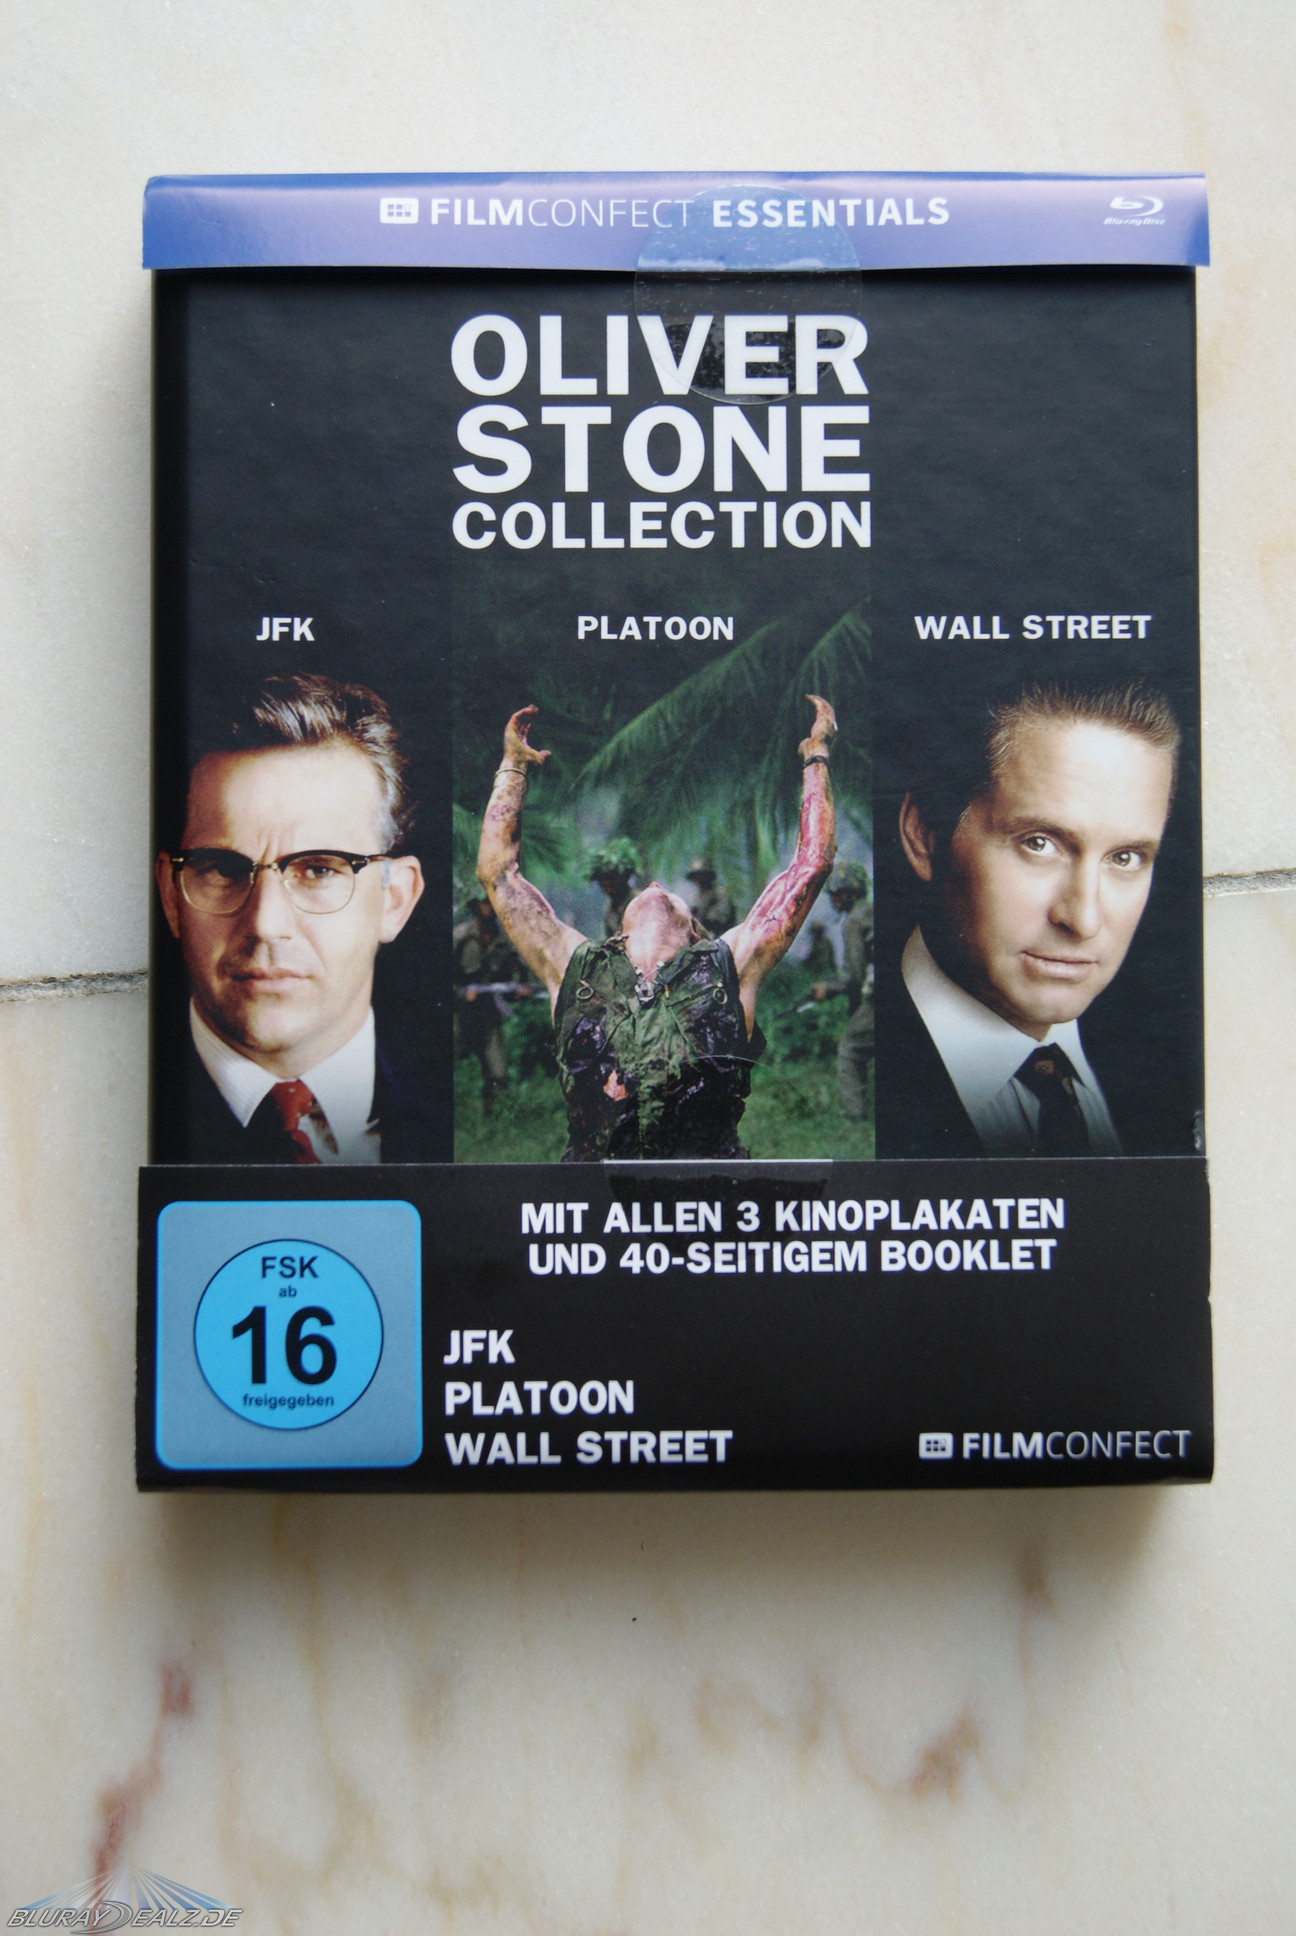 FILMCONFECT ESSENTIALS
Blu-ray Disc
OLIVER
STONE
COLLECTION
JFK
PLATOON
WALL STREET
MIT ALLEN 3 KINOPLAKATEN
UND 40-SEITIGEM BOOKLET
FSK
ab
16
freigegeben
JFK
PLATOON
WALL STREET
FILMCONFECT
BLURAYDEALZ.DE